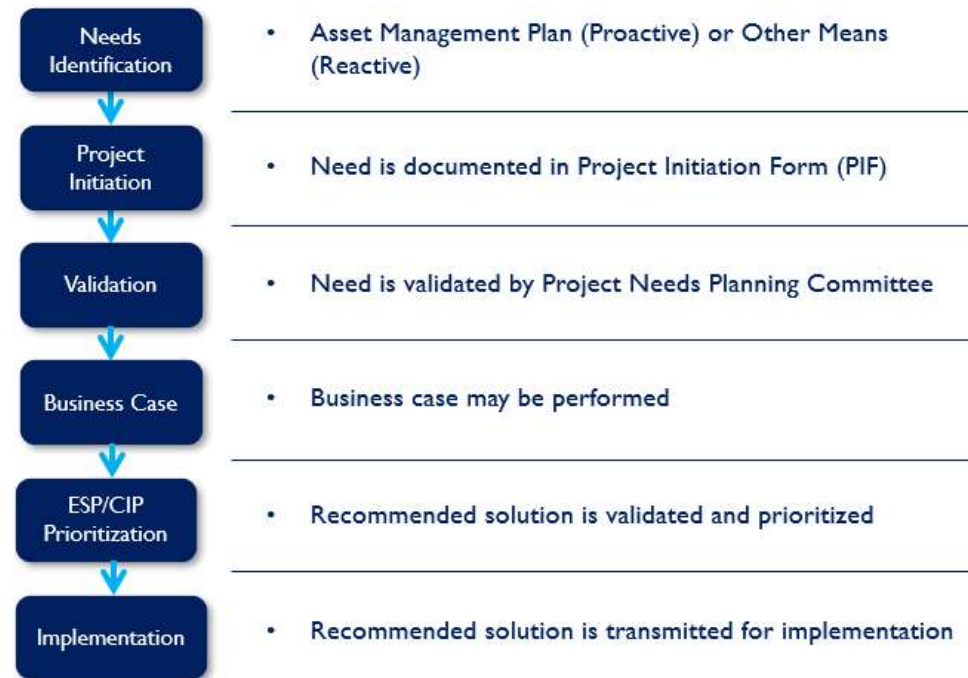 Needs
Identification
• Asset Management Plan (Proactive) or Other Means
(Reactive)
Project
Initiation
• Need is documented in Project Initiation Form (PIF)
Validation
• Need is validated by Project Needs Planning Committee
Business Case
• Business case may be performed
ESP/CIP
Prioritization
• Recommended solution is validated and prioritized
Implementation
• Recommended solution is transmitted for implementation